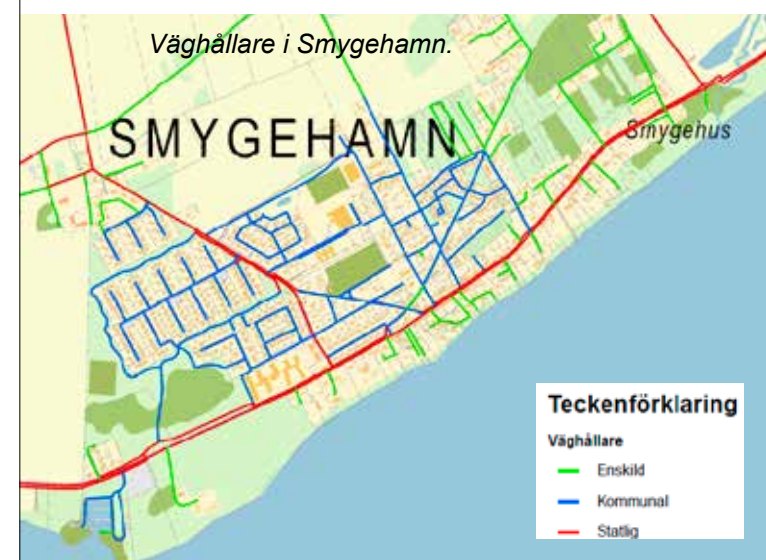 Väghållare i Smygehamn.
SMYGEHAMN
Smygehus
Teckenförklaring
Väghållare
Enskild
Kommunal
Statlig